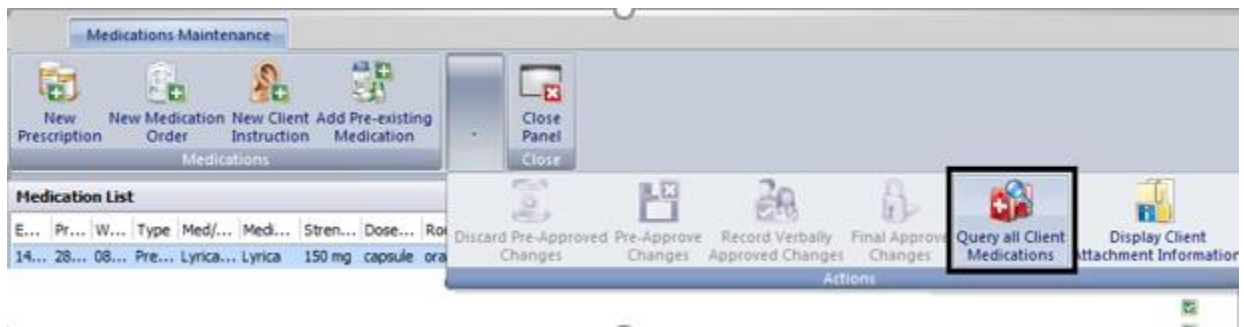 Medications Maintenance
New Prescription
New Medication Order
New Client Instruction
Add Pre-existing Medication
Close Panel
Medications
Close
Medication List
E... Pr... W... Type Med/... Medi... Stren... Dose... Rou
14... 28... 08... Pre... Lyrica... Lyrica 150 mg capsule ora
Discard Pre-Approved Changes
Pre-Approve Changes
Record Verbally Approved Changes
Final Approve Changes
Query all Client Medications
Display Client Attachment Information
Actions